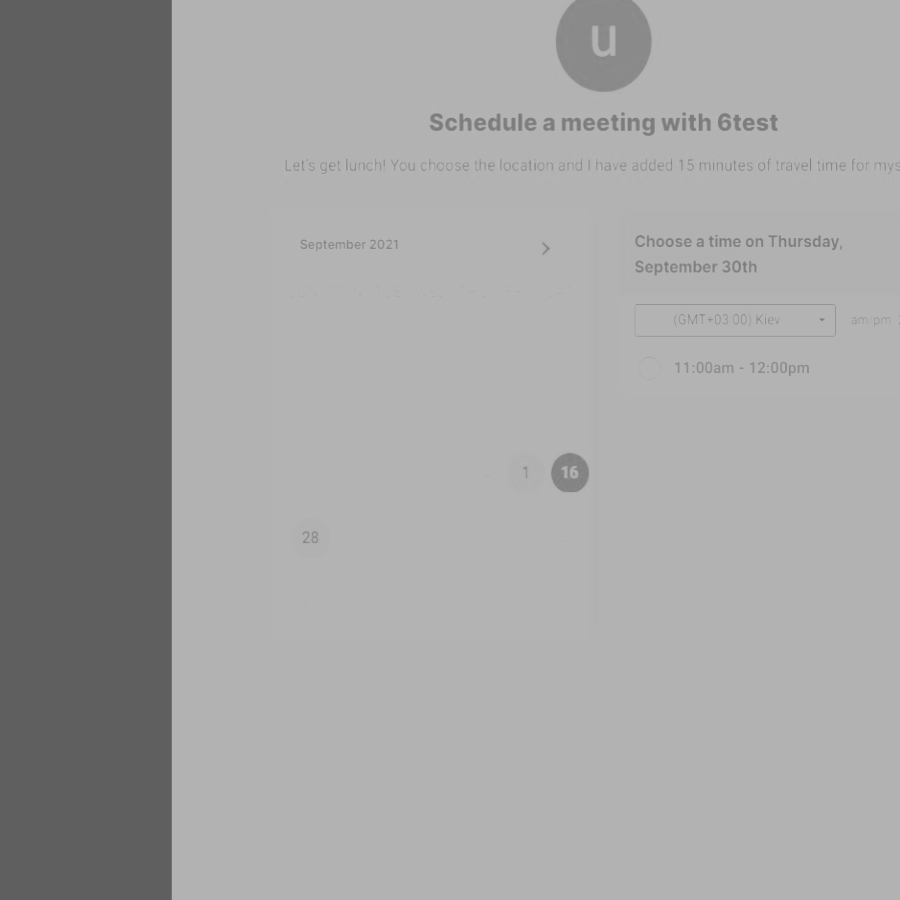 u
Schedule a meeting with 6test
Let's get lunch! You choose the location and I have added 15 minutes of travel time for
September 2021
Choose a time on Thursday,
September 30th
(GMT+03:00) Kiev
am/pm
11:00am - 12:00pm
1
16
28